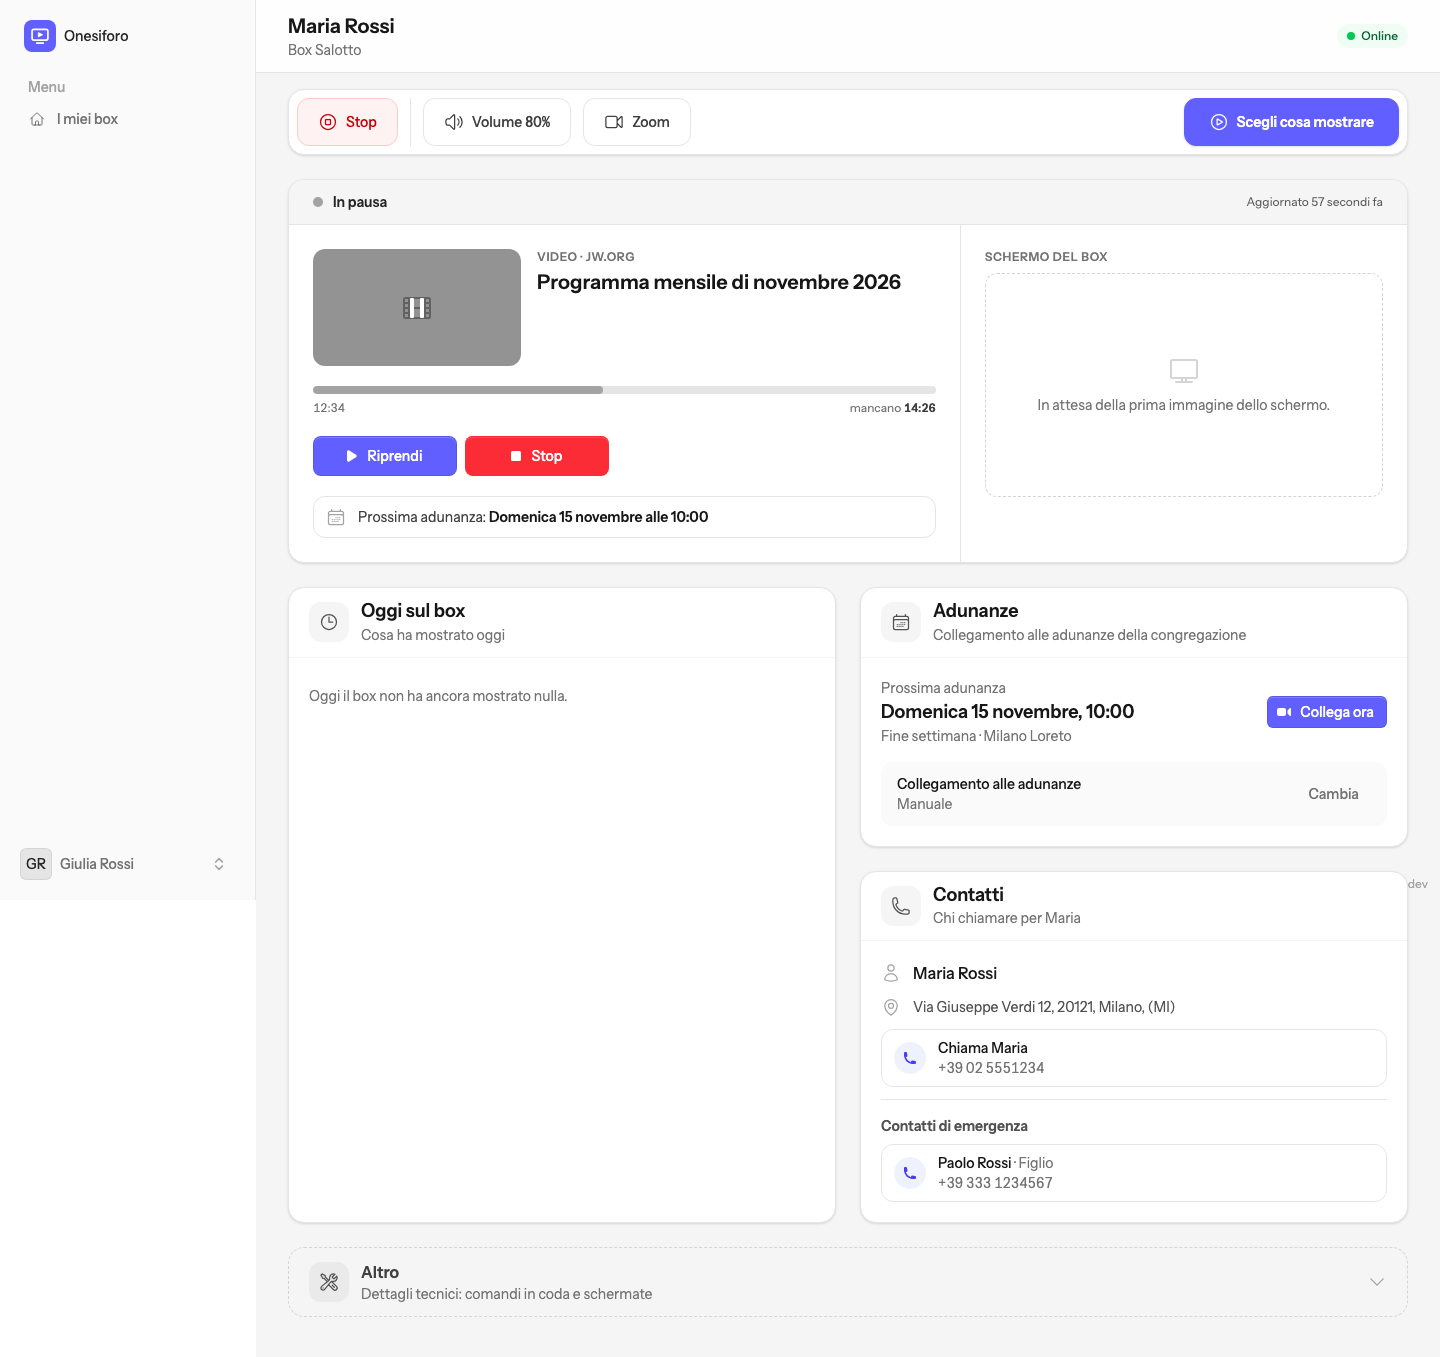 Onesiforo
Menu
I miei box
GR Giulia Rossi
Maria Rossi
Box Salotto
Online
Stop
Volume 80%
Zoom
Scegli cosa mostrare
In pausa
Aggiornato 57 secondi fa
VIDEO · JW.ORG
Programma mensile di novembre 2026
12:34
mancano 14:26
Riprendi
Stop
Prossima adunanza: Domenica 15 novembre alle 10:00
SCHERMO DEL BOX
In attesa della prima immagine dello schermo.
Oggi sul box
Cosa ha mostrato oggi
Oggi il box non ha ancora mostrato nulla.
Adunanze
Collegamento alle adunanze della congregazione
Prossima adunanza
Domenica 15 novembre, 10:00
Fine settimana · Milano Loreto
Collega ora
Collegamento alle adunanze
Manuale
Cambia
dev
Contatti
Chi chiamare per Maria
Maria Rossi
Via Giuseppe Verdi 12, 20121, Milano, (MI)
Chiama Maria
+39 02 5551234
Contatti di emergenza
Paolo Rossi · Figlio
+39 333 1234567
Altro
Dettagli tecnici: comandi in coda e schermate